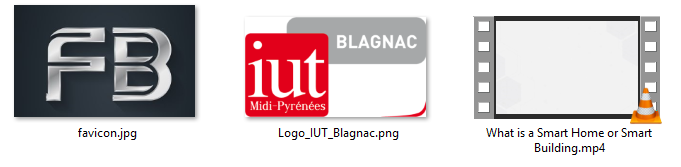 FB
BLAGNAC
iut
Midi-Pyrénées
favicon.jpg
Logo_IUT_Blagnac.png
What is a Smart Home or Smart
Building.mp4